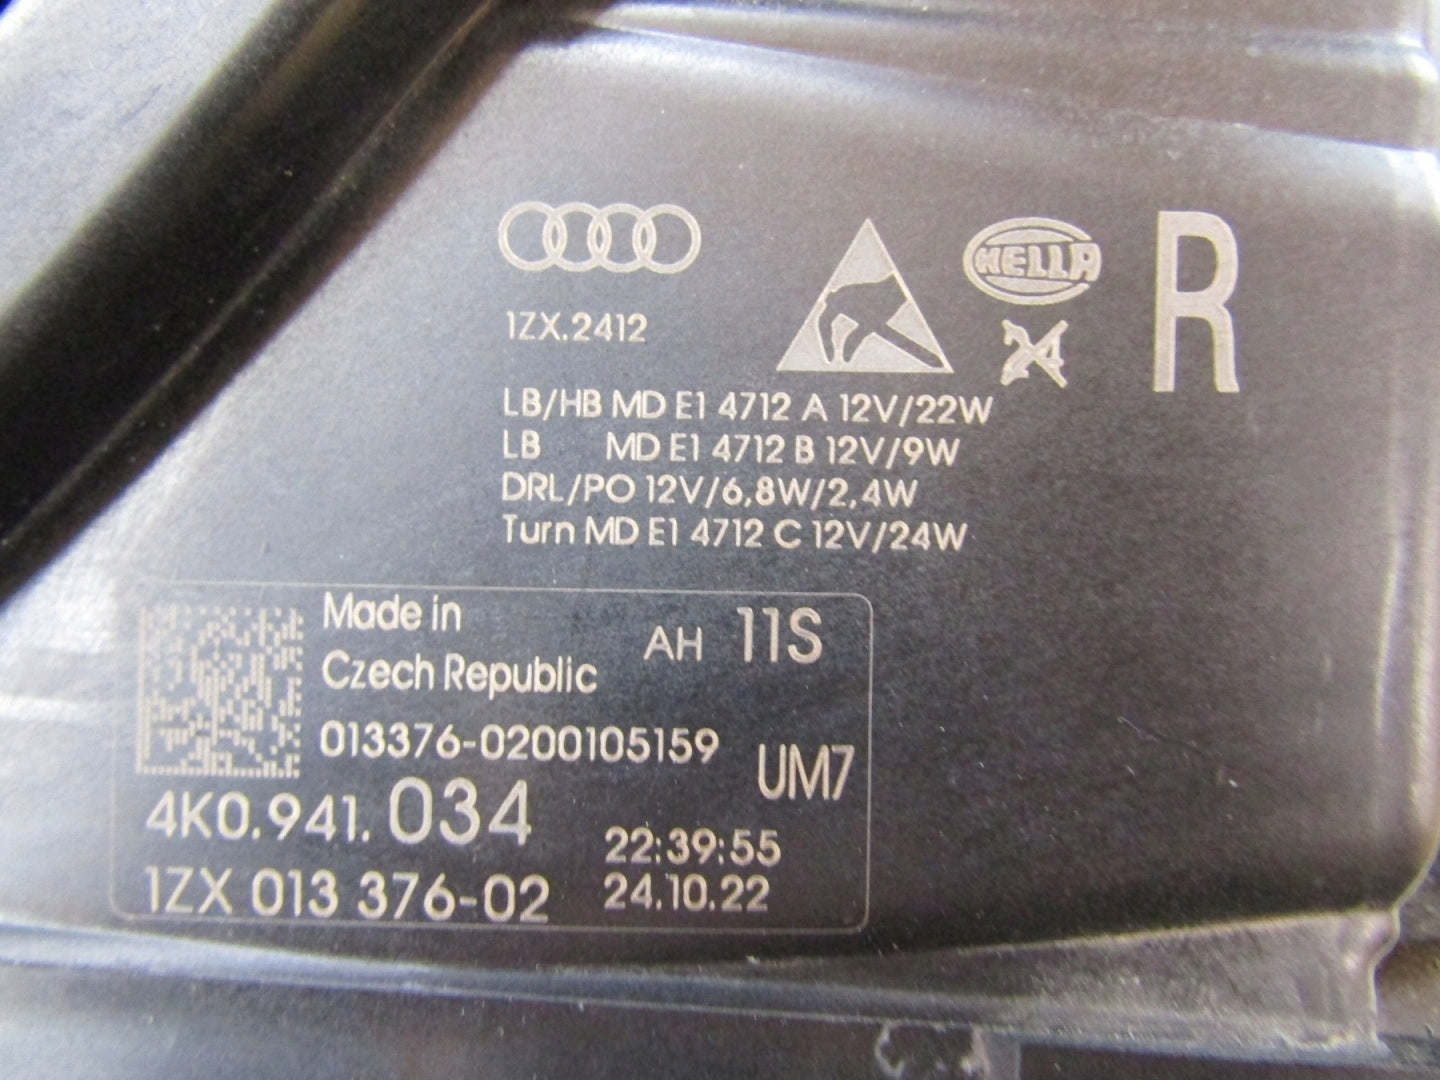 HELLA
R
1ZX.2412
24
LB/HB MD E1 4712 A 12V/22W
LB MD E1 4712 B 12V/9W
DRL/PO 12V/6,8W/2,4W
Turn MD E1 4712 C 12V/24W
Made in
Czech Republic
AH 11S
013376-0200105159
UM7
4K0.941.034
22:39:55
1ZX 013 376-02
24.10.22